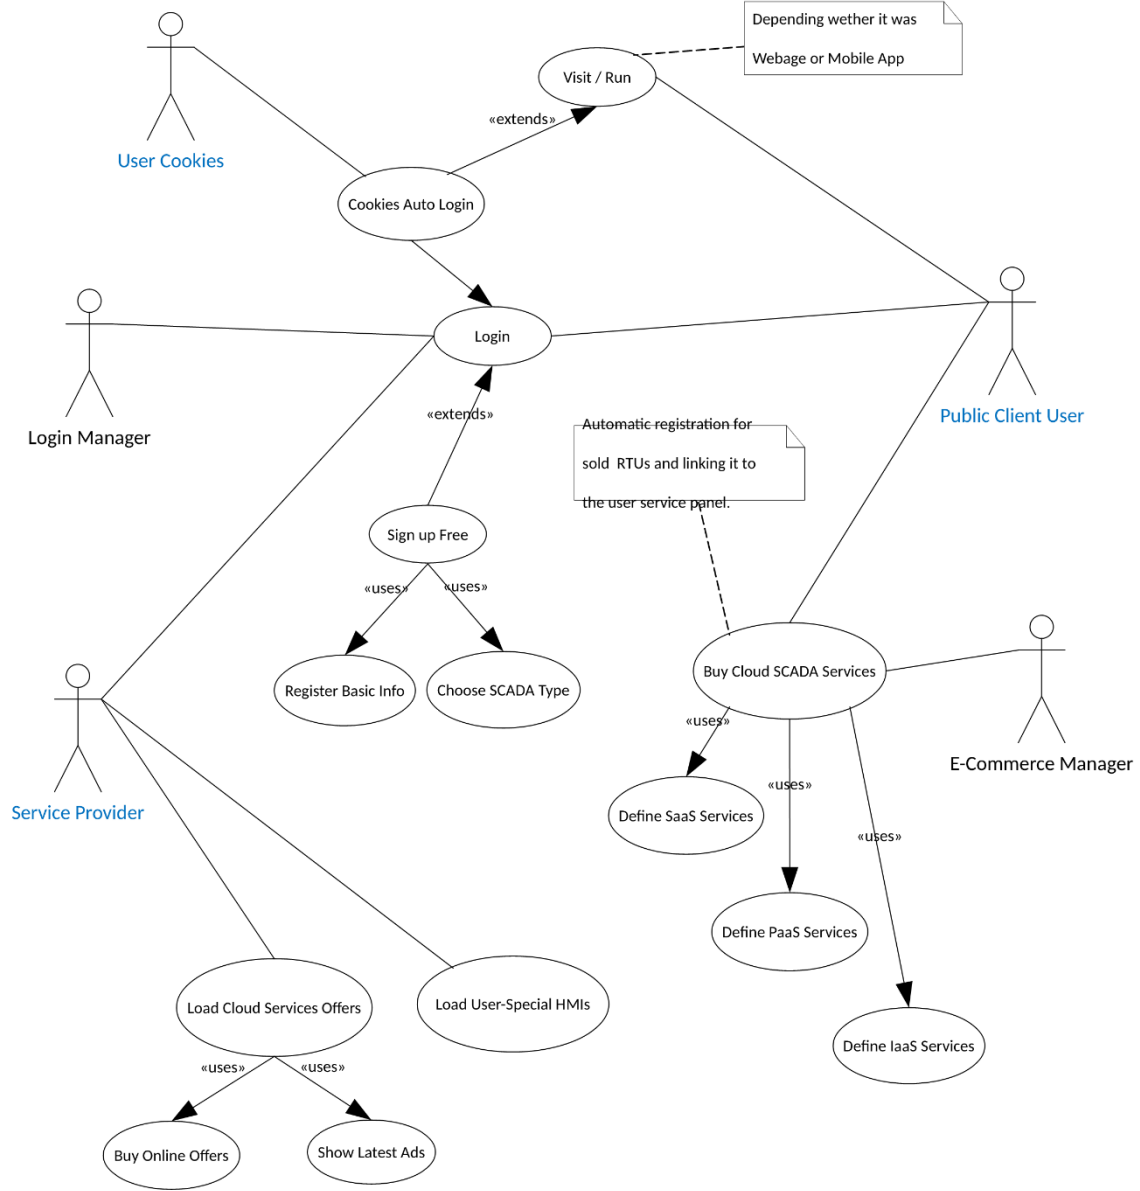 Depending wether it was
Webage or Mobile App
Visit / Run
«extends»
User Cookies
Cookies Auto Login
Login
Login Manager
Public Client User
«extends»
Automatic registration for
sold RTUs and linking it to
the user service panel.
Sign up Free
«uses»
«uses»
Register Basic Info
Choose SCADA Type
Buy Cloud SCADA Services
«uses»
E-Commerce Manager
«uses»
Service Provider
Define SaaS Services
«uses»
Define PaaS Services
Load Cloud Services Offers
Load User-Special HMIs
Define IaaS Services
«uses»
«uses»
Buy Online Offers
Show Latest Ads